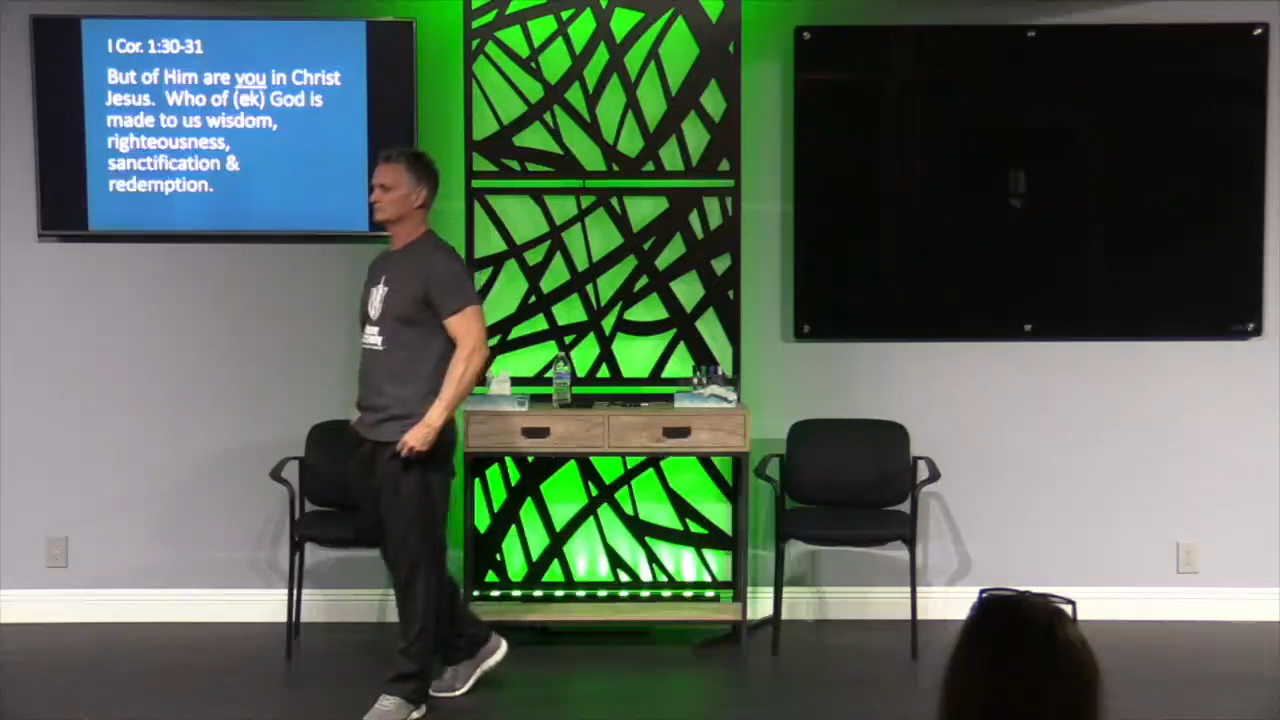 I Cor. 1:30-31
But of Him are you in Christ
Jesus.  Who of (ek) God is
made to us wisdom,
righteousness,
sanctification &
redemption.